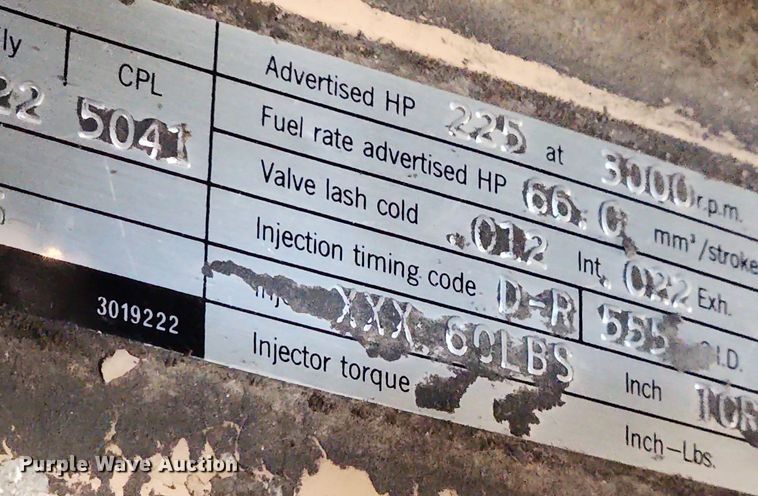 ly CPL
22 5041
3019222
Advertised HP 225 at 3000 r.p.m.
Fuel rate advertised HP 66.0 mm³/stroke
Valve lash cold .012 Int. 022 Exh.
Injection timing code D-R 555 I.D.
XXX. 60LBS Inch
Injector torque Inch-Lbs.
Purple Wave Auction